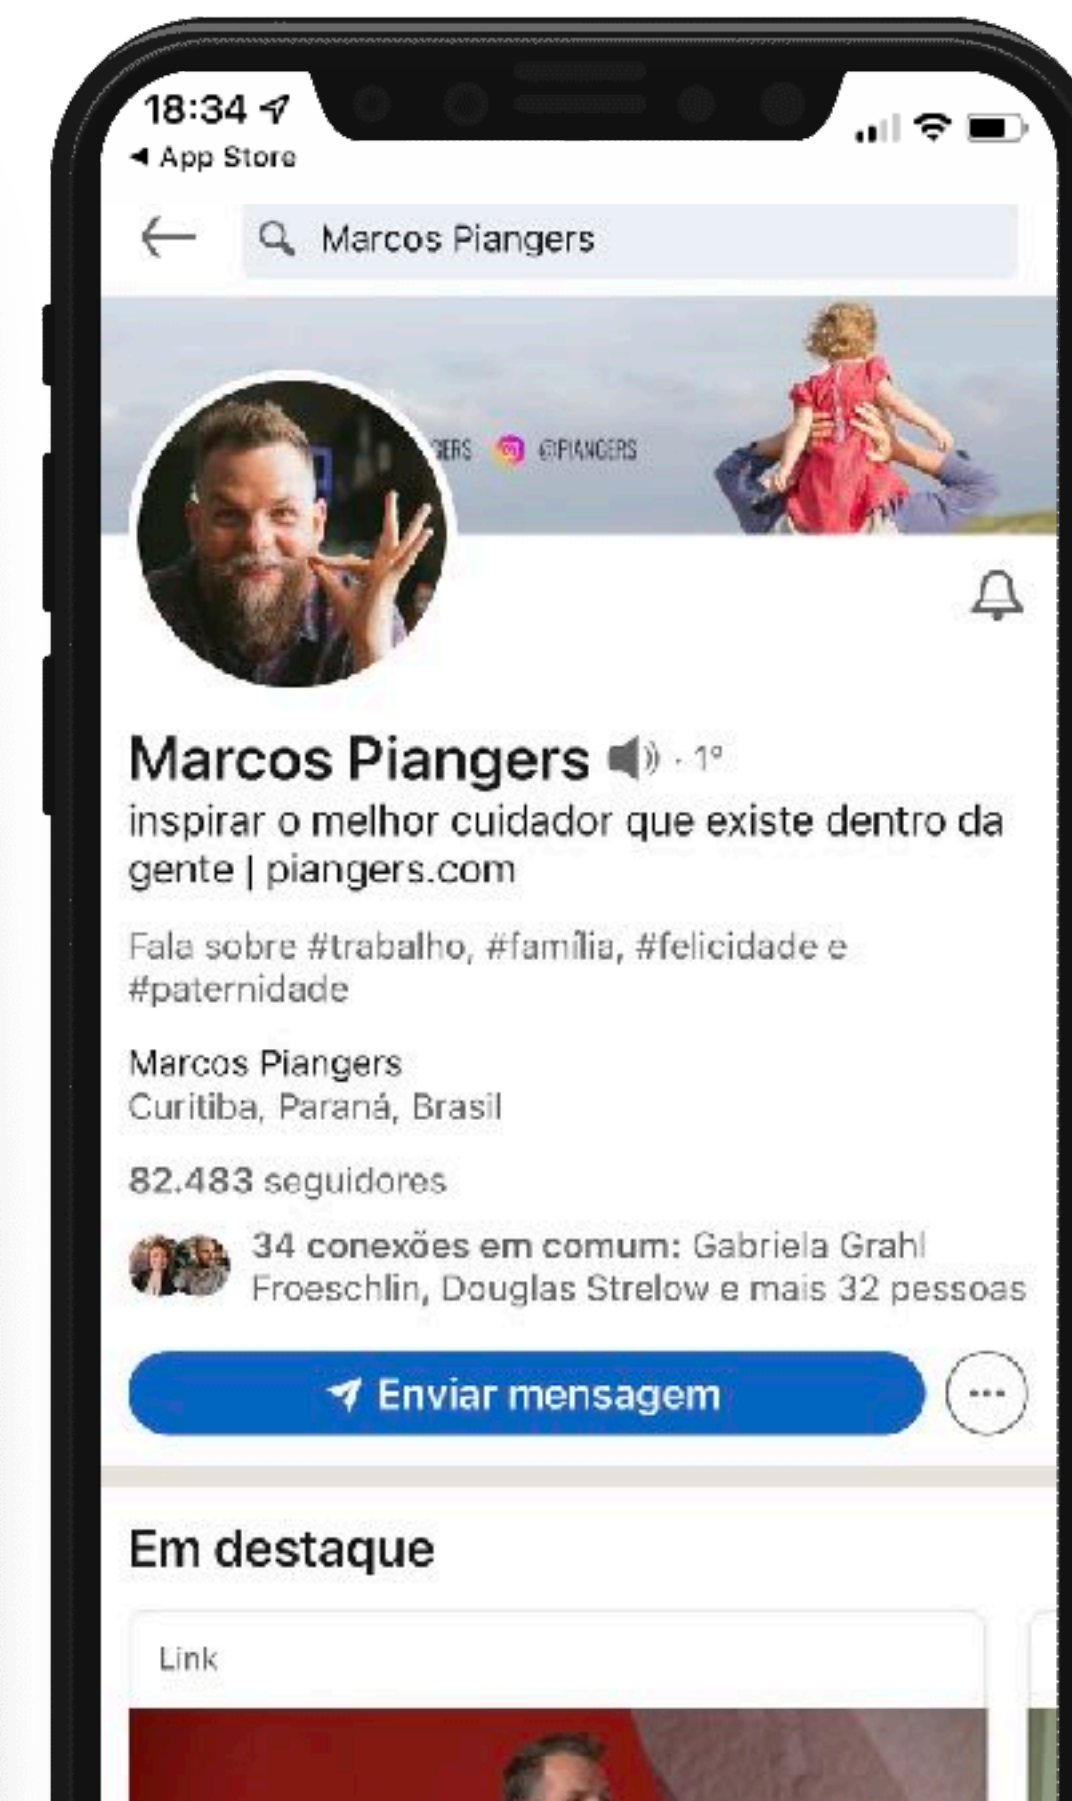 18:34
◀ App Store
Marcos Piangers
GERS @PIANGERS
Marcos Piangers · 1º
inspirar o melhor cuidador que existe dentro da
gente | piangers.com
Fala sobre #trabalho, #família, #felicidade e
#paternidade
Marcos Piangers
Curitiba, Paraná, Brasil
82.483 seguidores
34 conexões em comum: Gabriela Grahl
Froeschlin, Douglas Strelow e mais 32 pessoas
Enviar mensagem
Em destaque
Link